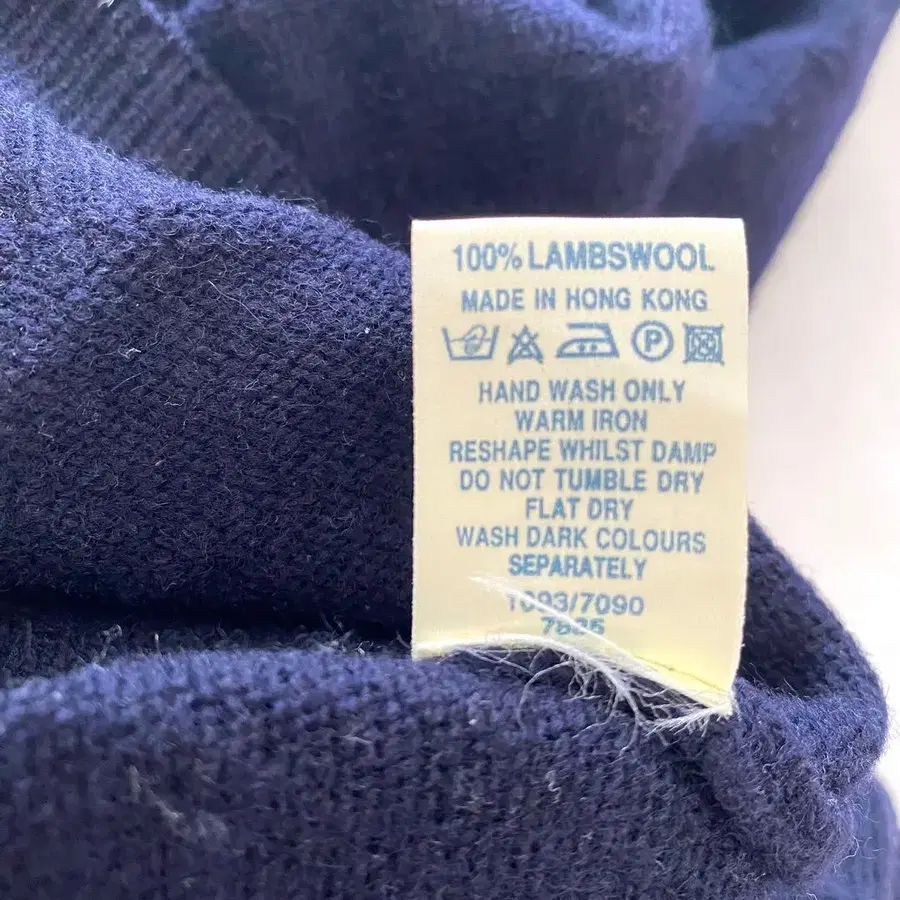 100% LAMBSWOOL
MADE IN HONG KONG
P
HAND WASH ONLY
WARM IRON
RESHAPE WHILST DAMP
DO NOT TUMBLE DRY
FLAT DRY
WASH DARK COLOURS
SEPARATELY